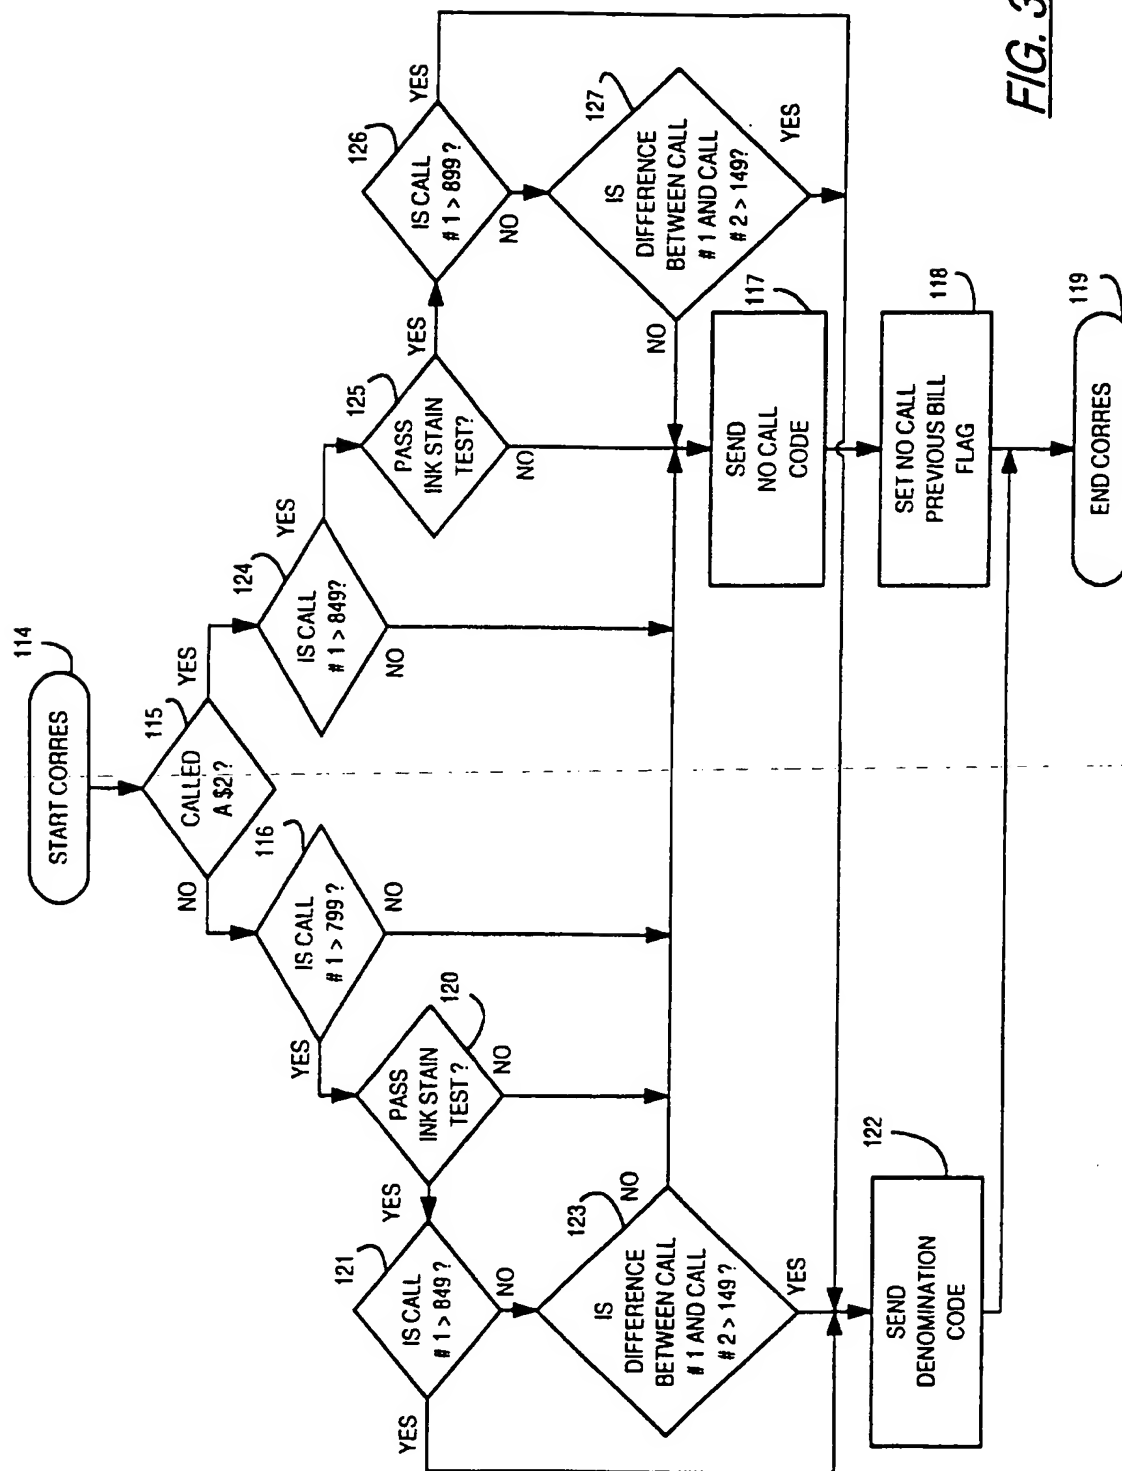 START CORRES
114
CALLED
A $2?
115
NO
YES
IS CALL
# 1 > 799 ?
116
YES
NO
IS CALL
# 1 > 849?
124
YES
NO
PASS
INK STAIN
TEST ?
120
YES
NO
PASS
INK STAIN
TEST?
125
YES
NO
IS CALL
# 1 > 849 ?
121
YES
NO
IS CALL
# 1 > 899 ?
126
YES
NO
IS
DIFFERENCE
BETWEEN CALL
# 1 AND CALL
# 2 > 149 ?
123
NO
YES
IS
DIFFERENCE
BETWEEN CALL
# 1 AND CALL
# 2 > 149?
127
NO
YES
SEND
NO CALL
CODE
117
SEND
DENOMINATION
CODE
122
SET NO CALL
PREVIOUS BILL
FLAG
118
END CORRES
119
FIG. 3